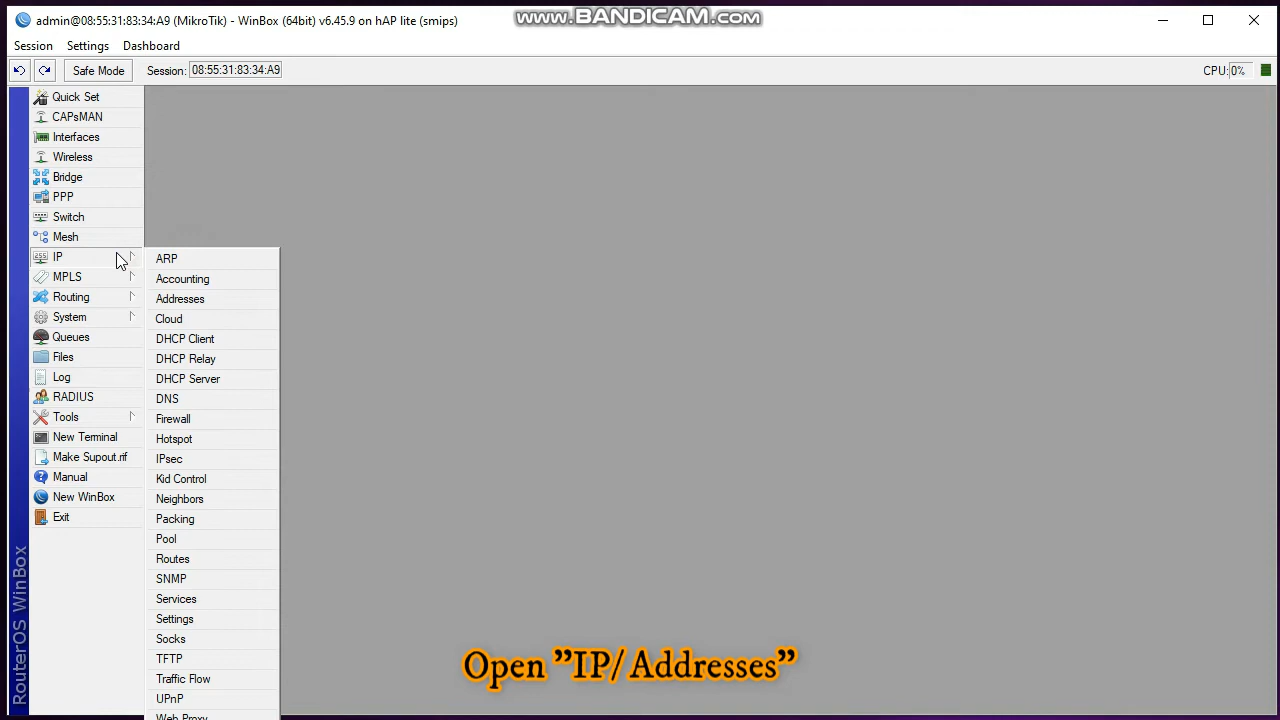 www.BANDICAM.com
admin@08:55:31:83:34:A9 (MikroTik) - WinBox (64bit) v6.45.9 on hAP lite (smips)
Session Settings Dashboard
Safe Mode Session: 08:55:31:83:34:A9 CPU: 0%
Quick Set
CAPsMAN
Interfaces
Wireless
Bridge
PPP
Switch
Mesh
IP
MPLS
Routing
System
Queues
Files
Log
RADIUS
Tools
New Terminal
Make Supout.rif
Manual
New WinBox
Exit
ARP
Accounting
Addresses
Cloud
DHCP Client
DHCP Relay
DHCP Server
DNS
Firewall
Hotspot
IPsec
Kid Control
Neighbors
Packing
Pool
Routes
SNMP
Services
Settings
Socks
TFTP
Traffic Flow
UPnP
Web Proxy
RouterOS WinBox
Open "IP/Addresses"